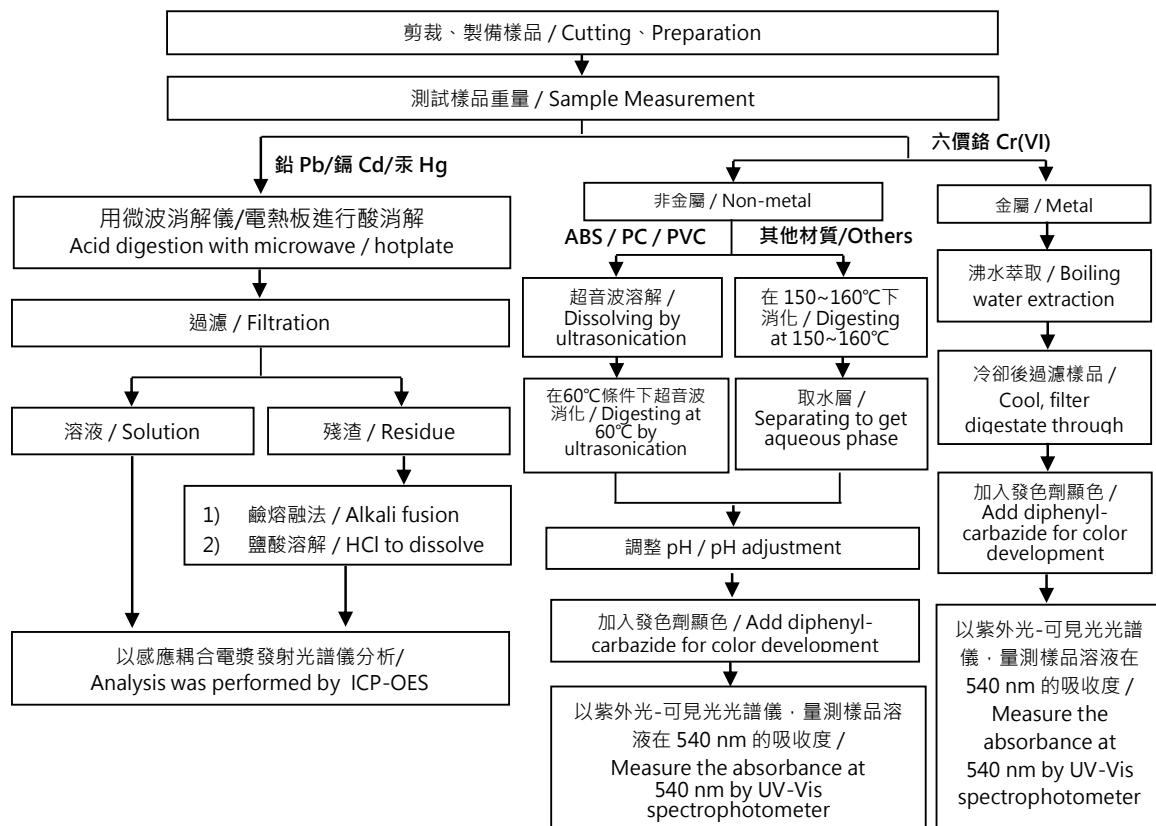 剪裁、製備樣品 / Cutting、Preparation
測試樣品重量 / Sample Measurement
鉛 Pb/鎘 Cd/汞 Hg
六價鉻 Cr(VI)
用微波消解儀/電熱板進行酸消解
Acid digestion with microwave / hotplate
過濾 / Filtration
溶液 / Solution
殘渣 / Residue
1) 鹼熔融法 / Alkali fusion
2) 鹽酸溶解 / HCl to dissolve
以感應耦合電漿發射光譜儀分析/
Analysis was performed by ICP-OES
非金屬 / Non-metal
ABS / PC / PVC
其他材質/Others
超音波溶解 /
Dissolving by
ultrasonication
在60℃條件下超音波
消化 / Digesting at
60℃ by
ultrasonication
在 150~160℃下
消化 / Digesting
at 150~160℃
取水層 /
Separating to get
aqueous phase
調整 pH / pH adjustment
加入發色劑顯色 / Add diphenyl-
carbazide for color development
以紫外光-可見光光譜儀，量測樣品溶
液在 540 nm 的吸收度 /
Measure the absorbance at
540 nm by UV-Vis
spectrophotometer
金屬 / Metal
沸水萃取 / Boiling
water extraction
冷卻後過濾樣品 /
Cool, filter
digestate through
加入發色劑顯色 /
Add diphenyl-
carbazide for color
development
以紫外光-可見光光譜
儀，量測樣品溶液在
540 nm 的吸收度 /
Measure the
absorbance at
540 nm by UV-Vis
spectrophotometer